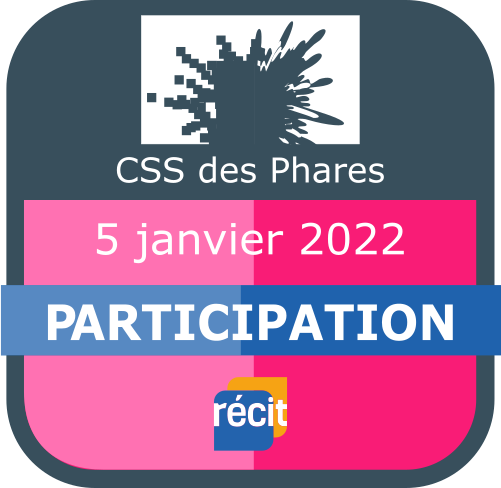 CSS des Phares
5 janvier 2022
PARTICIPATION
récit